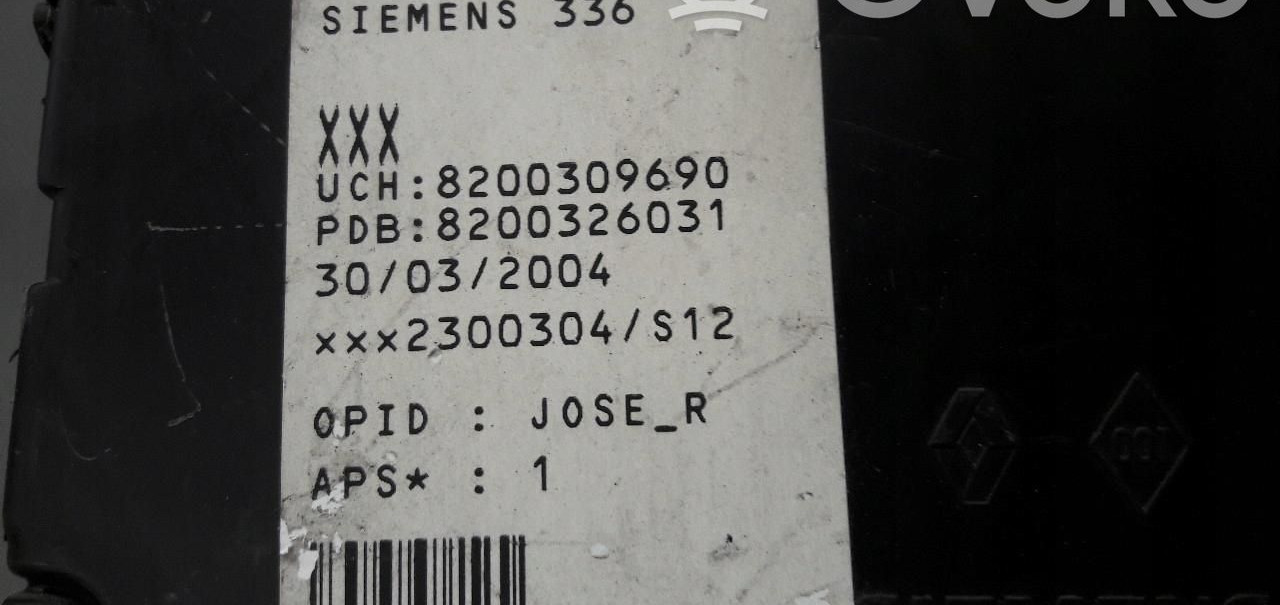 SIEMENS 336
XXX
UCH:8200309690
PDB:8200326031
30/03/2004
xxx2300304/S12
OPID : JOSE_R
APS* : 1